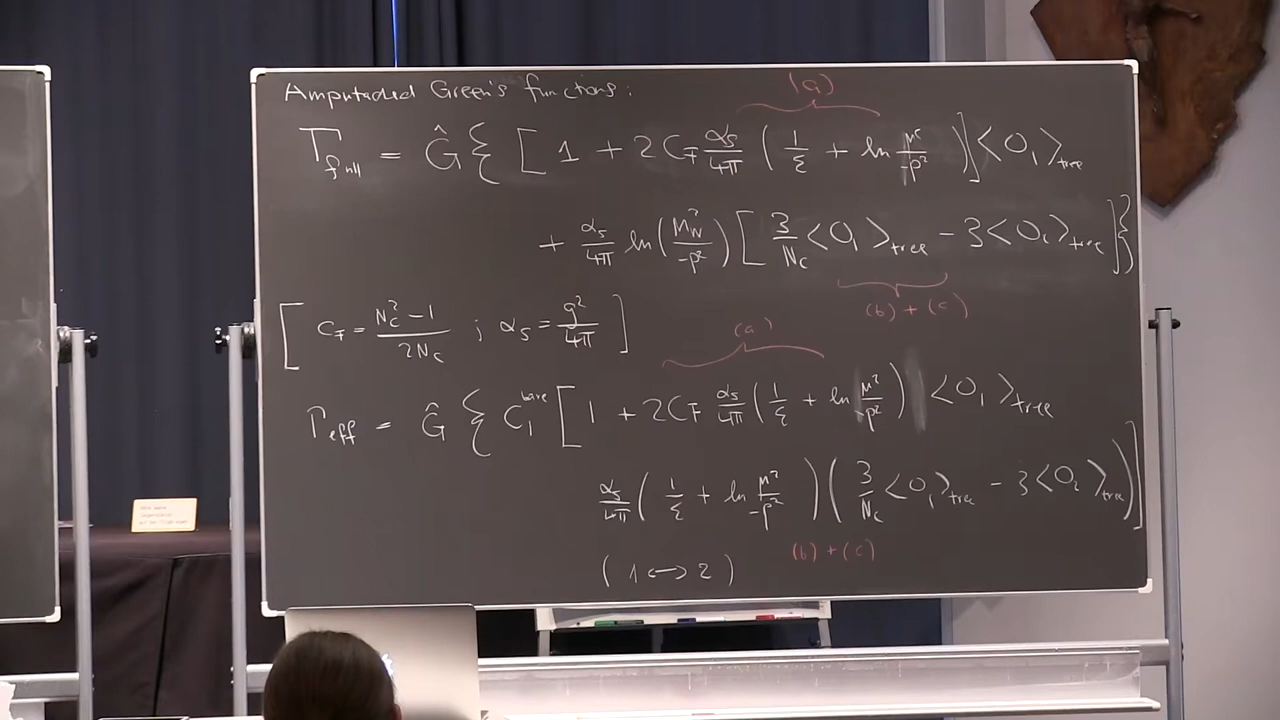 Amputated Green's functions:
(a)
Γ_full = Ĝ { [ 1 + 2 C_F α_s/4π ( 1/ε + ln μ²/-p² ) ] <O_1>_tree
+ α_s/4π ln ( M_W²/-p² ) [ 3/N_c <O_1>_tree - 3 <O_2>_tree ] }
(b) + (c)
[ C_F = N_c² - 1 / 2N_c ; α_s = g²/4π ]
(a)
Γ_eff = Ĝ { C_1^bare [ 1 + 2 C_F α_s/4π ( 1/ε + ln μ²/-p² ) <O_1>_tree
α_s/4π ( 1/ε + ln μ²/-p² ) ( 3/N_c <O_1>_tree - 3 <O_2>_tree ) ]
(b) + (c)
( 1 ↔ 2 )